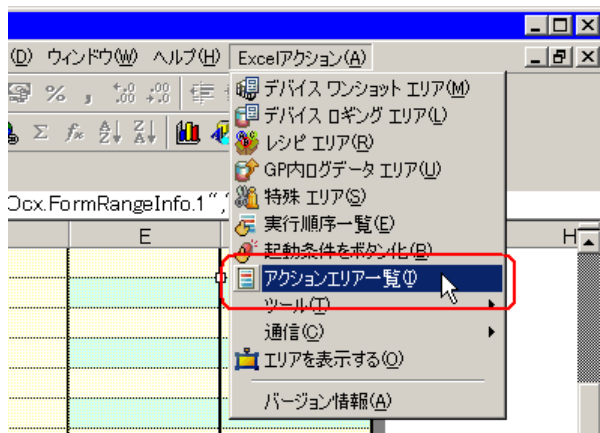 (D) ウィンドウ(W) ヘルプ(H) Excelアクション(A)
% , .0 .00 .00 .0
Σ fx
Ocx.FormRangeInfo.1","
E H
デバイス ワンショット エリア(M)
デバイス ロギング エリア(L)
レシピ エリア(R)
GP内ログデータ エリア(U)
特殊 エリア(S)
実行順序一覧(E)
起動条件をボタン化(B)
アクションエリア一覧(I)
ツール(T)
通信(C)
エリアを表示する(O)
バージョン情報(A)